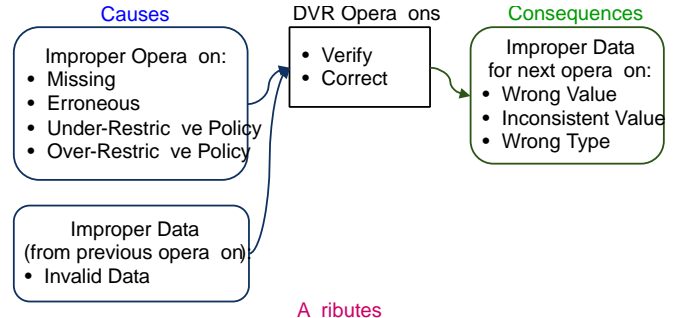 Causes
Improper Opera on:
• Missing
• Erroneous
• Under-Restric ve Policy
• Over-Restric ve Policy
Improper Data
(from previous opera on):
• Invalid Data
DVR Opera ons
• Verify
• Correct
Consequences
Improper Data
for next opera on:
• Wrong Value
• Inconsistent Value
• Wrong Type
A ributes